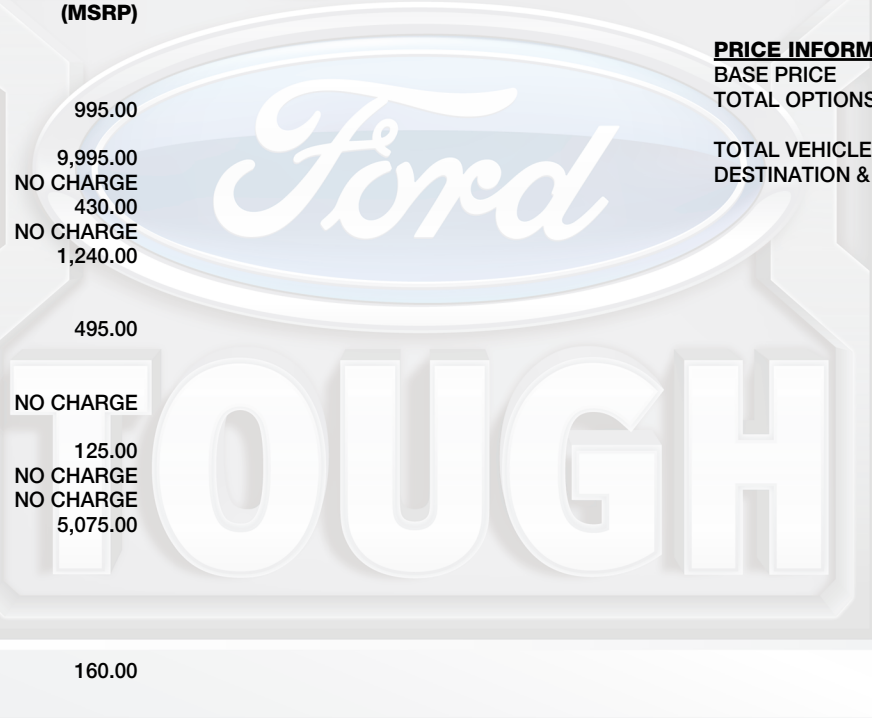 (MSRP)
995.00
9,995.00
NO CHARGE
430.00
NO CHARGE
1,240.00
495.00
NO CHARGE
125.00
NO CHARGE
NO CHARGE
5,075.00
160.00
PRICE INFORM
BASE PRICE
TOTAL OPTIONS
TOTAL VEHICLE
DESTINATION &
Ford
TOUGH